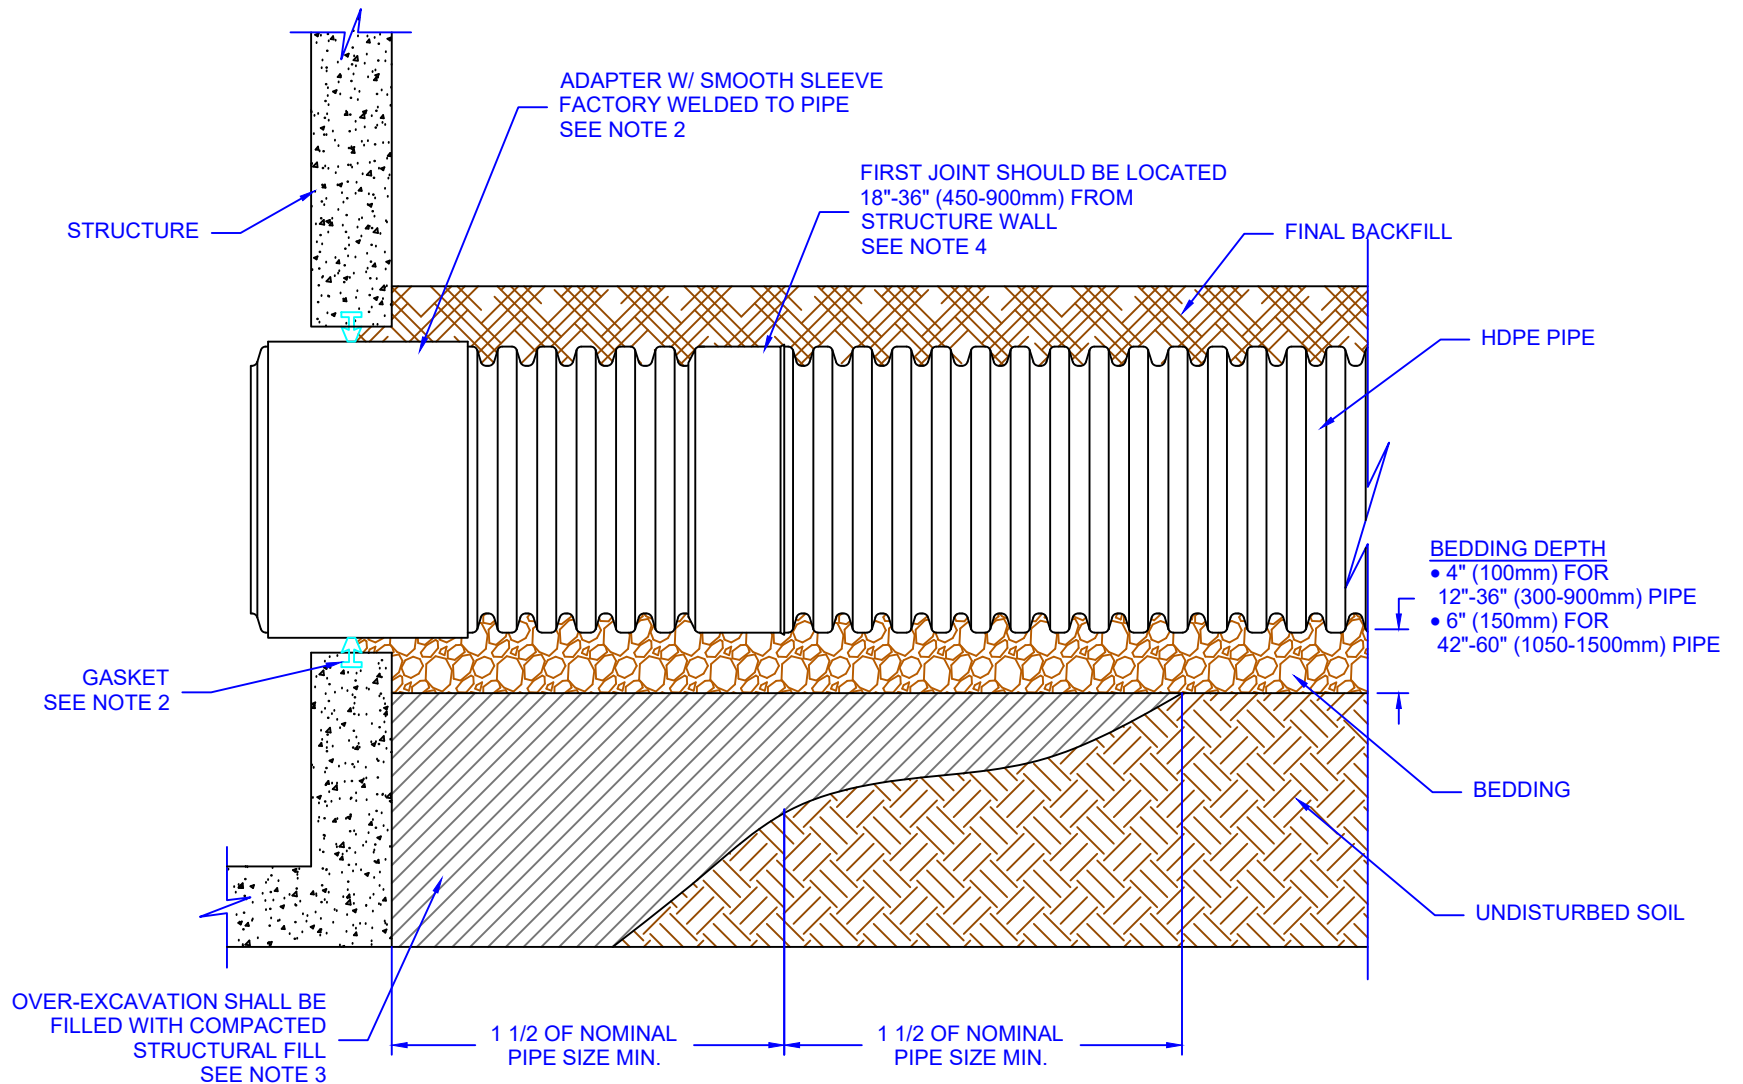 ADAPTER W/ SMOOTH SLEEVE
FACTORY WELDED TO PIPE
SEE NOTE 2
FIRST JOINT SHOULD BE LOCATED
18"-36" (450-900mm) FROM
STRUCTURE WALL
SEE NOTE 4
STRUCTURE
FINAL BACKFILL
HDPE PIPE
BEDDING DEPTH
• 4" (100mm) FOR
12"-36" (300-900mm) PIPE
• 6" (150mm) FOR
42"-60" (1050-1500mm) PIPE
GASKET
SEE NOTE 2
BEDDING
UNDISTURBED SOIL
OVER-EXCAVATION SHALL BE
FILLED WITH COMPACTED
STRUCTURAL FILL
SEE NOTE 3
1 1/2 OF NOMINAL
PIPE SIZE MIN.
1 1/2 OF NOMINAL
PIPE SIZE MIN.